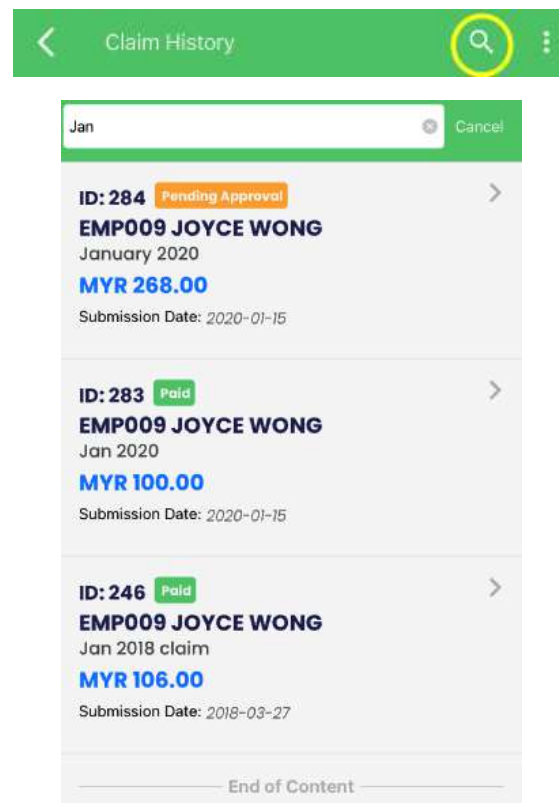 Claim History
Jan Cancel
ID: 284 Pending Approval
EMP009 JOYCE WONG
January 2020
MYR 268.00
Submission Date: 2020-01-15
ID: 283 Paid
EMP009 JOYCE WONG
Jan 2020
MYR 100.00
Submission Date: 2020-01-15
ID: 246 Paid
EMP009 JOYCE WONG
Jan 2018 claim
MYR 106.00
Submission Date: 2018-03-27
End of Content